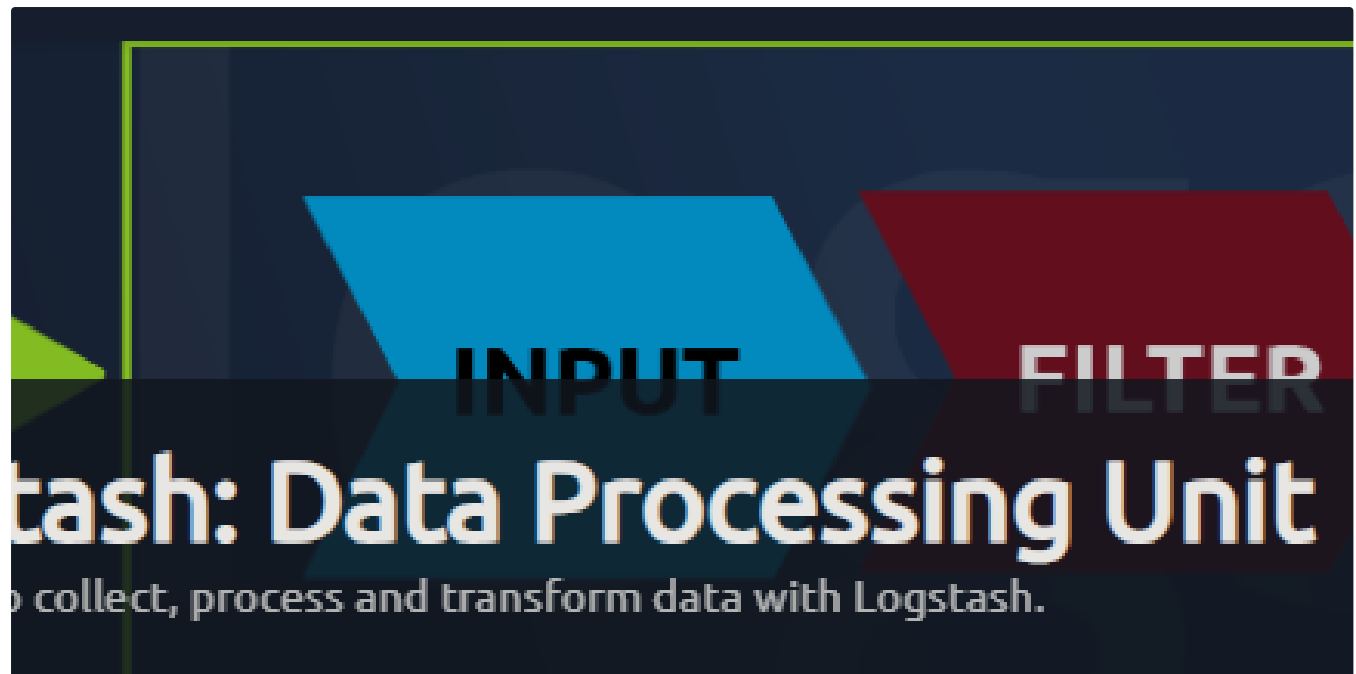 INPUT FILTER
tash: Data Processing Unit
collect, process and transform data with Logstash.